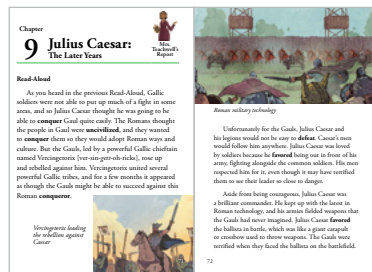 Chapter
9
Julius Caesar:
The Later Years
Mrs.
Teachwell's
Report
Read-Aloud
As you heard in the previous Read-Aloud, Gallic
soldiers were not able to put up much of a fight in some
areas, and so Julius Caesar thought he was going to be
able to conquer Gaul quite easily. The Romans thought
the people in Gaul were uncivilized, and they wanted
to conquer them so they would adopt Roman ways and
culture. But the Gauls, led by a powerful Gallic chieftain
named Vercingetorix [ver-sin-getr-oh-ricks], rose up
and rebelled against him. Vercingetorix united several
powerful Gallic tribes, and for a few months it appeared
as though the Gauls might be able to succeed against this
Roman conqueror.
Vercingetorix leading
the rebellion against
Caesar
Roman military technology
Unfortunately for the Gauls, Julius Caesar and
his legions would not be easy to defeat. Caesar's men
would follow him anywhere. Julius Caesar was loved
by soldiers because he favored being out in front of his
army, fighting alongside the common soldiers. His men
respected him for it, even though it may have terrified
them to see their leader so close to danger.
Aside from being courageous, Julius Caesar was
a brilliant commander. He kept up with the latest in
Roman technology, and his armies fielded weapons that
the Gauls had never imagined. Julius Caesar favored
the ballista in battle, which was like a giant catapult
or crossbow used to throw weapons. The Gauls were
terrified when they faced the ballista on the battlefield.
72